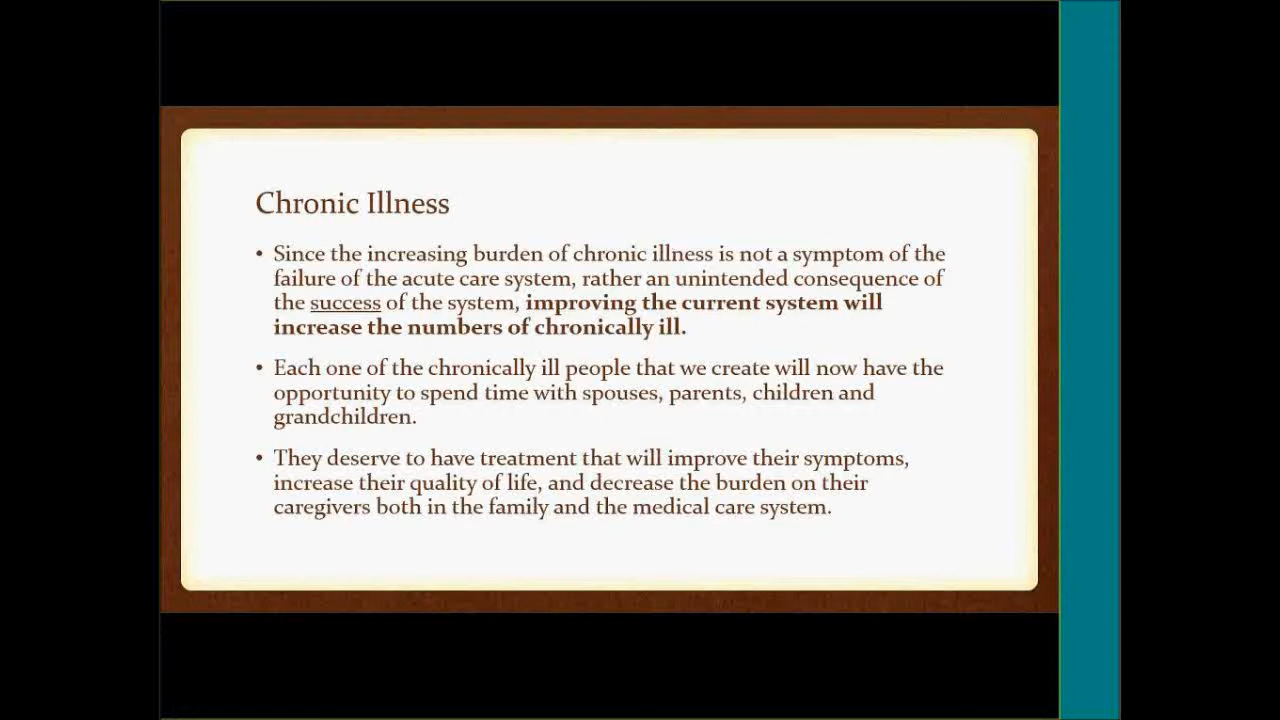 Chronic Illness
• Since the increasing burden of chronic illness is not a symptom of the
failure of the acute care system, rather an unintended consequence of
the success of the system, improving the current system will
increase the numbers of chronically ill.
• Each one of the chronically ill people that we create will now have the
opportunity to spend time with spouses, parents, children and
grandchildren.
• They deserve to have treatment that will improve their symptoms,
increase their quality of life, and decrease the burden on their
caregivers both in the family and the medical care system.